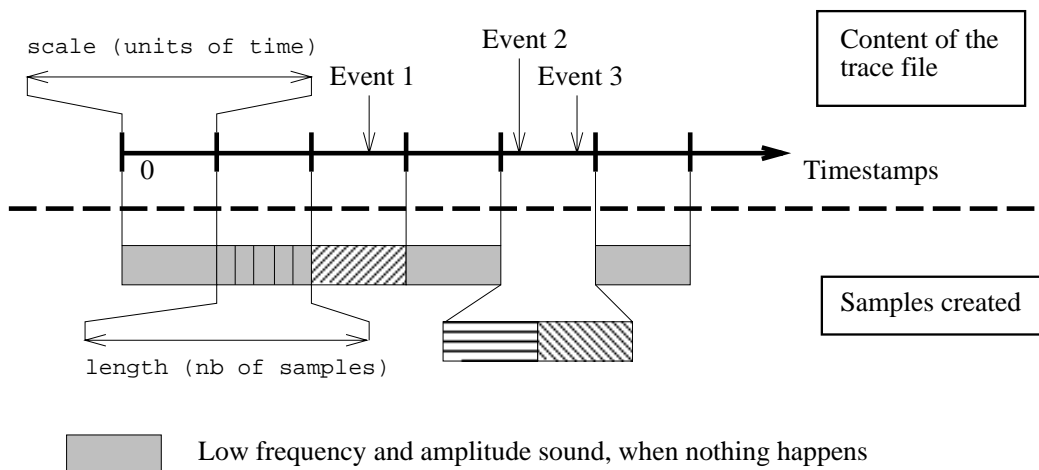 scale (units of time)
Event 1
Event 2
Event 3
Content of the
trace file
0
Timestamps
Samples created
length (nb of samples)
Low frequency and amplitude sound, when nothing happens